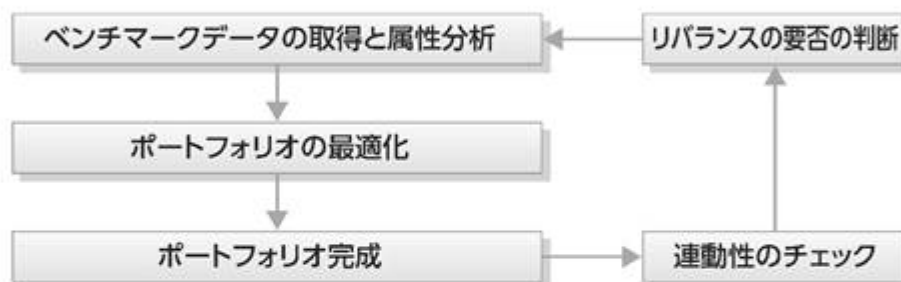 ベンチマークデータの取得と属性分析
リバランスの要否の判断
ポートフォリオの最適化
ポートフォリオ完成
連動性のチェック